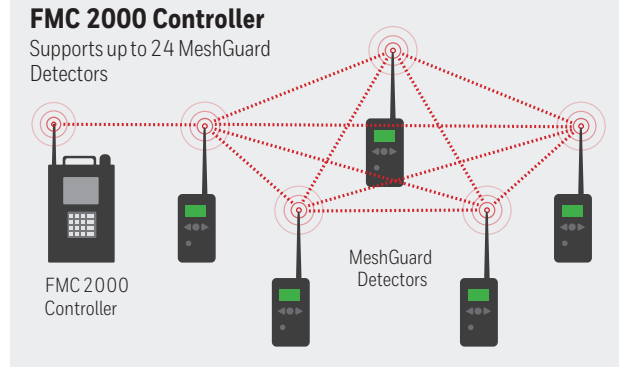 FMC 2000 Controller
Supports up to 24 MeshGuard
Detectors
MeshGuard
Detectors
FMC 2000
Controller